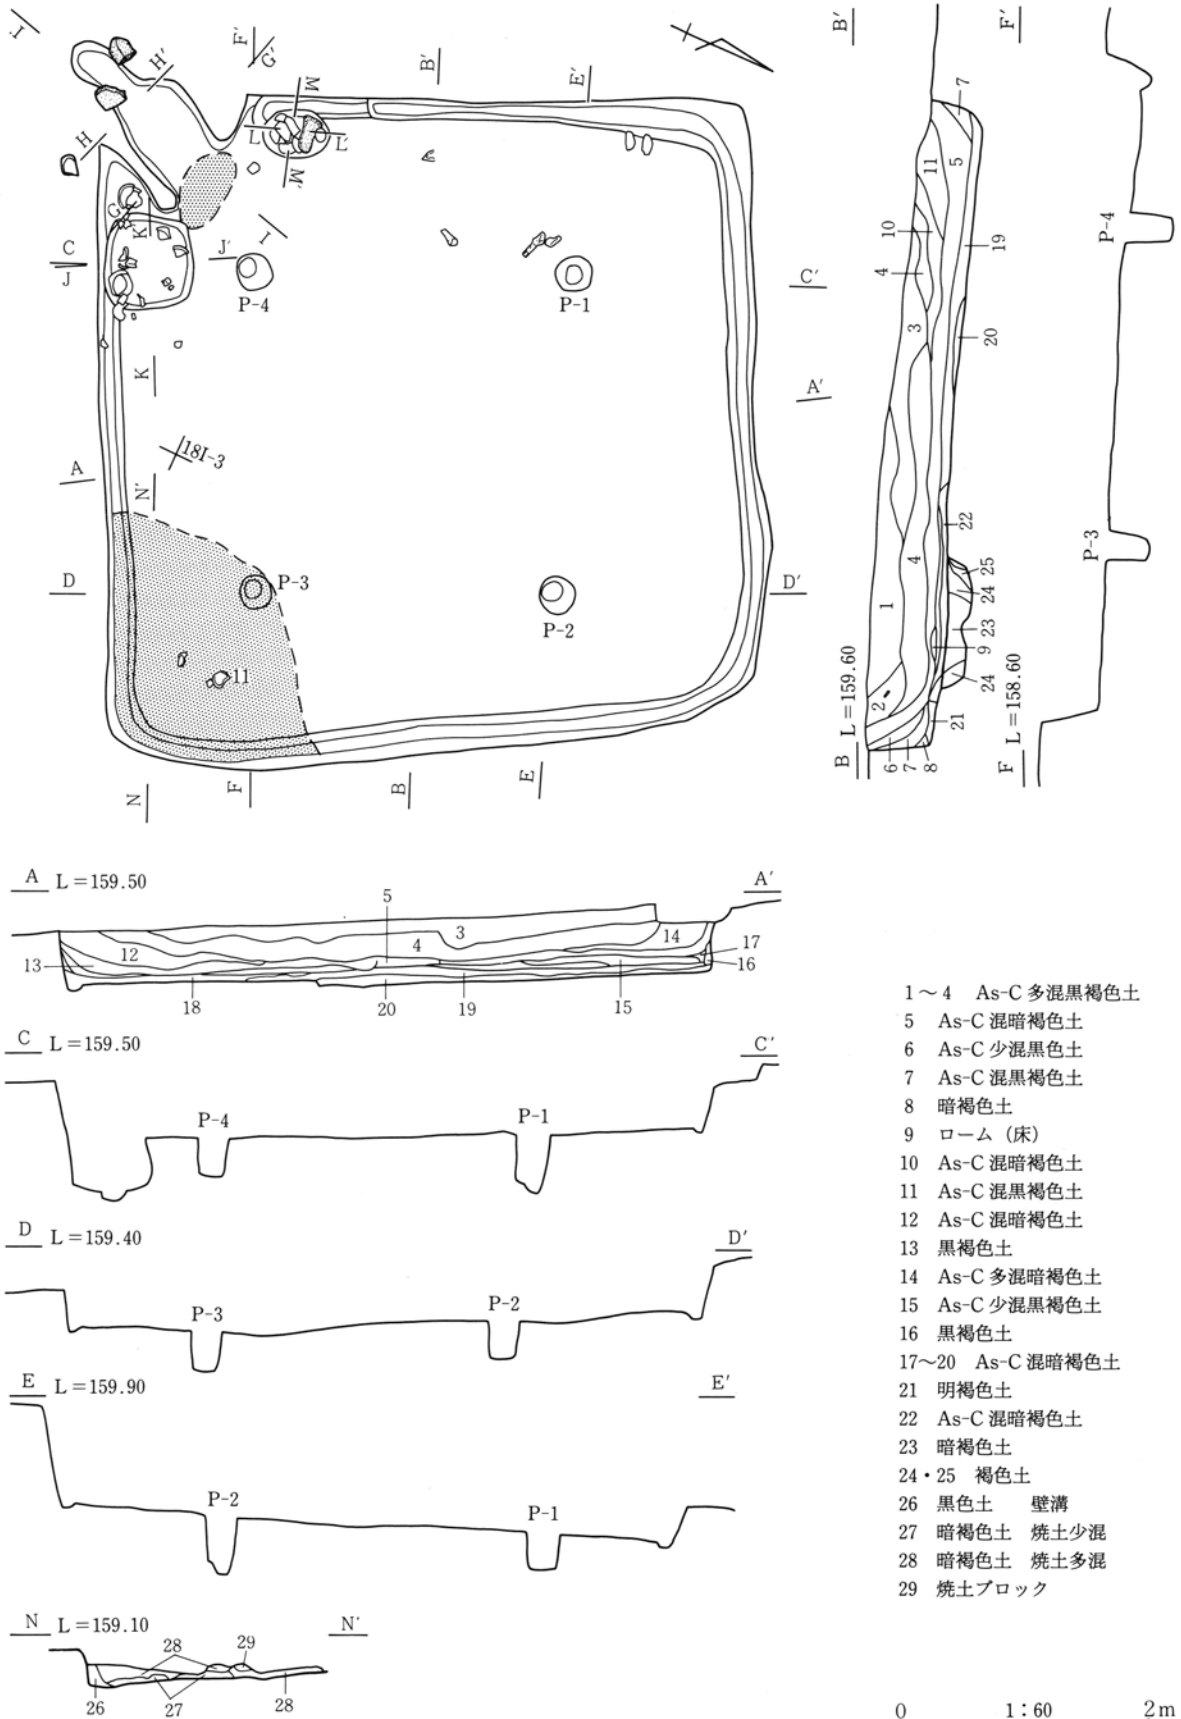 I'
H'
F'
G'
B'
E'
M
L
L'
M'
H
G
K'
C
J
J'
I
P-4
P-1
C'
K
A'
18I-3
A
N'
D
P-3
P-2
D'
11
N
F
B
E
B'
F'
7
11
5
10
19
4
3
20
P-4
22
P-3
4
25
24
1
23
9
24
2
21
6
7
8
B L=159.60
F L=158.60
A L=159.50
A'
5
3
4
14
12
17
13
16
18
20
19
15
C L=159.50
C'
P-4
P-1
D L=159.40
D'
P-3
P-2
E L=159.90
E'
P-2
P-1
N L=159.10
N'
28
29
26
27
28
1～4 As-C 多混黒褐色土
5 As-C 混暗褐色土
6 As-C 少混黒色土
7 As-C 混黒褐色土
8 暗褐色土
9 ローム（床）
10 As-C 混暗褐色土
11 As-C 混黒褐色土
12 As-C 混暗褐色土
13 黒褐色土
14 As-C 多混暗褐色土
15 As-C 少混黒褐色土
16 黒褐色土
17～20 As-C 混暗褐色土
21 明褐色土
22 As-C 混暗褐色土
23 暗褐色土
24・25 褐色土
26 黒色土 壁溝
27 暗褐色土 焼土少混
28 暗褐色土 焼土多混
29 焼土ブロック
0 1:60 2m